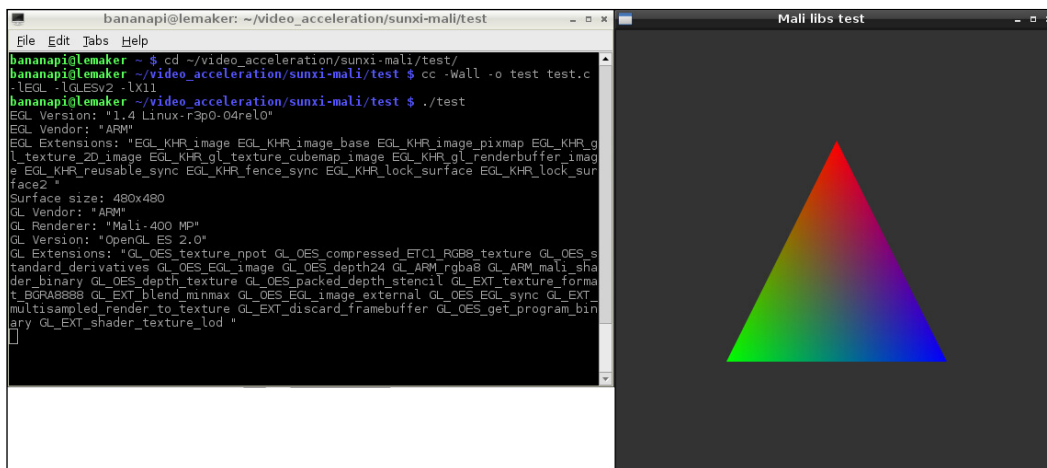 bananapi@lemaker: ~/video_acceleration/sunxi-mali/test
File Edit Tabs Help
bananapi@lemaker ~ $ cd ~/video_acceleration/sunxi-mali/test/
bananapi@lemaker ~/video_acceleration/sunxi-mali/test $ cc -Wall -o test test.c
-lEGL -lGLESv2 -lX11
bananapi@lemaker ~/video_acceleration/sunxi-mali/test $ ./test
EGL Version: "1.4 Linux-r3p0-04rel0"
EGL Vendor: "ARM"
EGL Extensions: "EGL_KHR_image EGL_KHR_image_base EGL_KHR_image_pixmap EGL_KHR_g
l_texture_2D_image EGL_KHR_gl_texture_cubemap_image EGL_KHR_gl_renderbuffer_imag
e EGL_KHR_reusable_sync EGL_KHR_fence_sync EGL_KHR_lock_surface EGL_KHR_lock_sur
face2 "
Surface size: 480x480
GL Vendor: "ARM"
GL Renderer: "Mali-400 MP"
GL Version: "OpenGL ES 2.0"
GL Extensions: "GL_OES_texture_npot GL_OES_compressed_ETC1_RGB8_texture GL_OES_s
tandard_derivatives GL_OES_EGL_image GL_OES_depth24 GL_ARM_rgba8 GL_ARM_mali_sha
der_binary GL_OES_depth_texture GL_OES_packed_depth_stencil GL_EXT_texture_forma
t_BGRA8888 GL_EXT_blend_minmax GL_OES_EGL_image_external GL_OES_EGL_sync GL_EXT_
multisampled_render_to_texture GL_EXT_discard_framebuffer GL_OES_get_program_bin
ary GL_EXT_shader_texture_lod "
Mali libs test